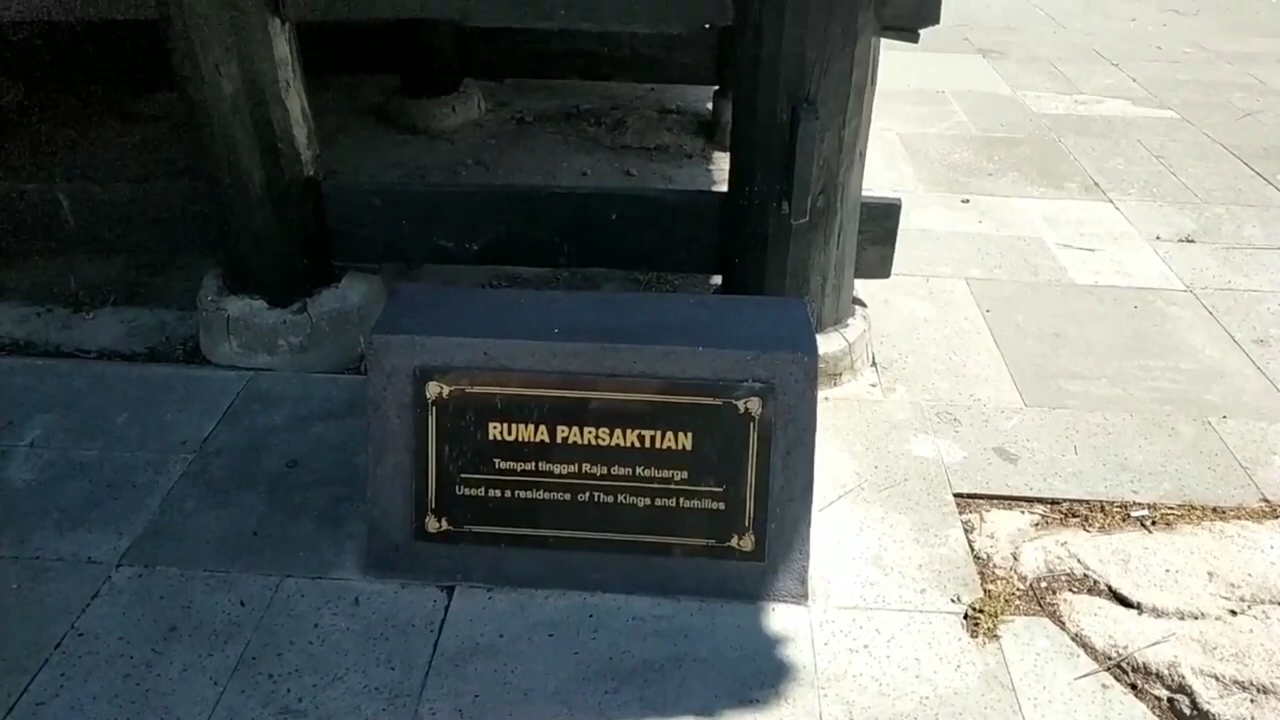 RUMA PARSAKTIAN
Tempat tinggal Raja dan Keluarga
Used as a residence of The Kings and families